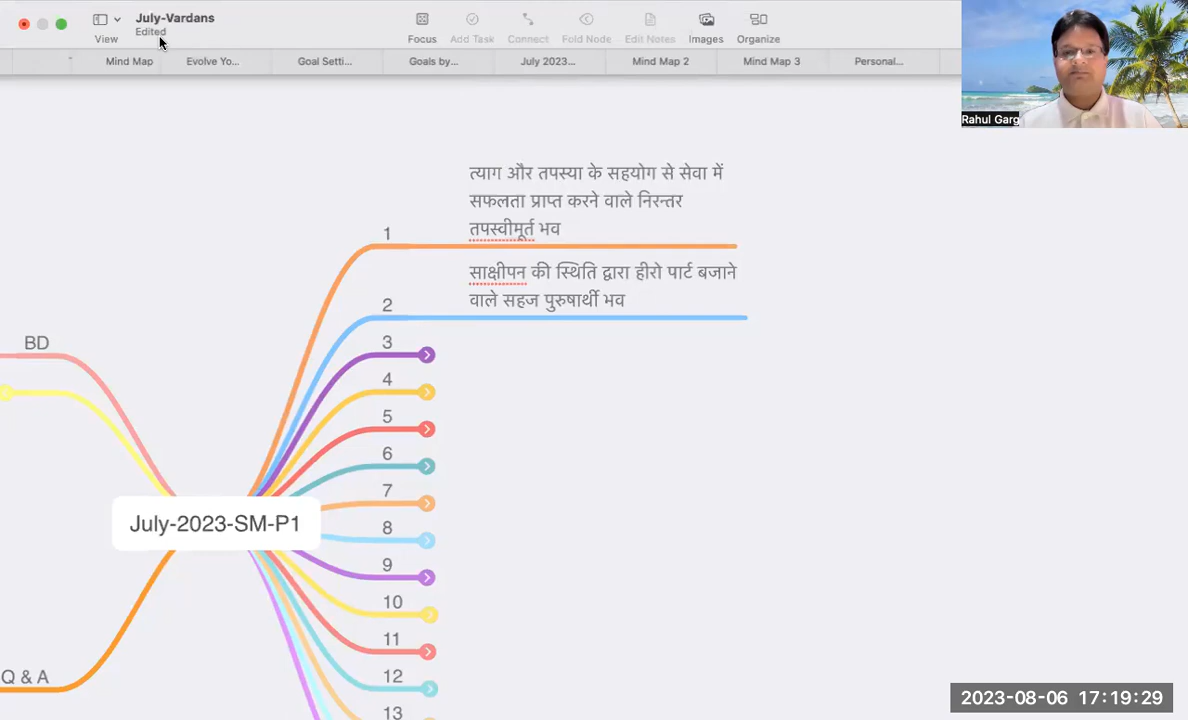 July-Vardans
Edited
View
Focus
Add Task
Connect
Fold Node
Edit Notes
Images
Organize
Mind Map
Evolve Yo...
Goal Setti...
Goals by...
July 2023...
Mind Map 2
Mind Map 3
Personal...
Rahul Garg
त्याग और तपस्या के सहयोग से सेवा में
सफलता प्राप्त करने वाले निरन्तर
तपस्वीमूर्त भव
1
साक्षीपन की स्थिति द्वारा हीरो पार्ट बजाने
वाले सहज पुरुषार्थी भव
2
3
BD
4
5
6
7
July-2023-SM-P1
8
9
10
11
Q & A
12
13
2023-08-06 17:19:29